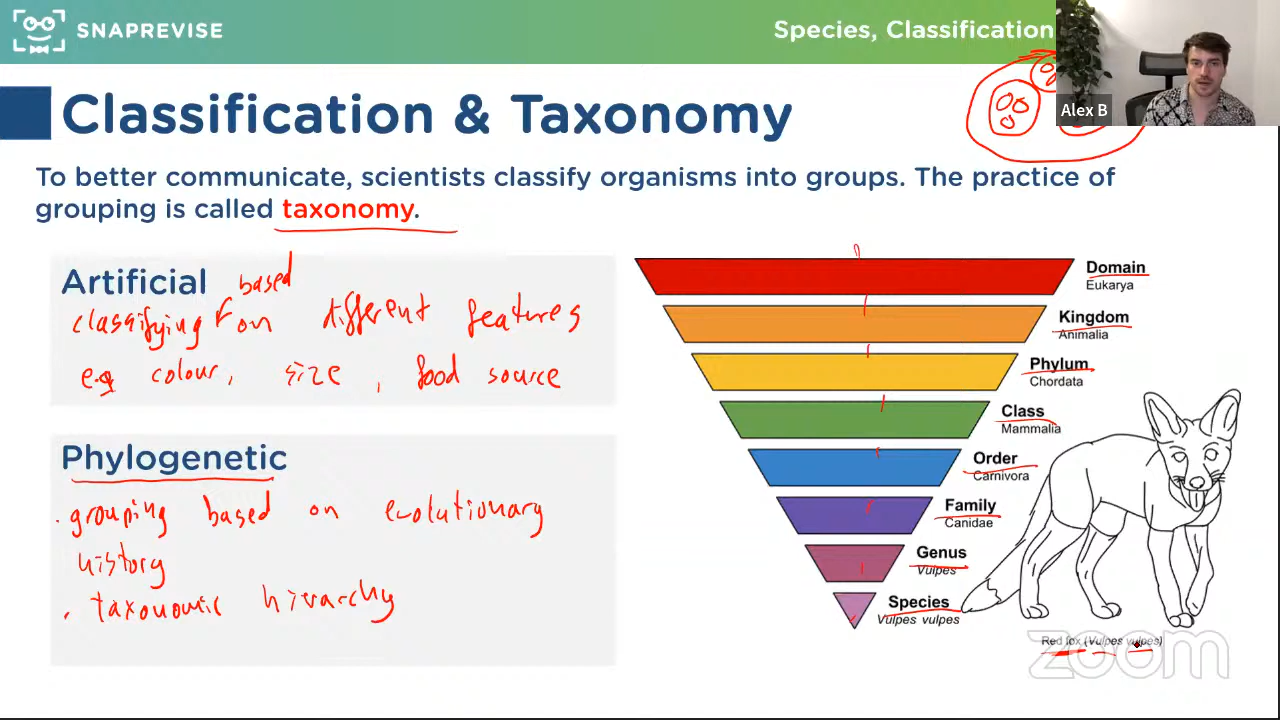 SNAPREVISE
Species, Classification
Alex B
Classification & Taxonomy
To better communicate, scientists classify organisms into groups. The practice of
grouping is called taxonomy.
Artificial
based
classifying on different features
e.g colour, size, food source
Phylogenetic
· grouping based on evolutionary
history
· taxonomic hierarchy
Domain
Eukarya
Kingdom
Animalia
Phylum
Chordata
Class
Mammalia
Order
Carnivora
Family
Canidae
Genus
Vulpes
Species
Vulpes vulpes
Red fox (Vulpes vulpes)
zoom